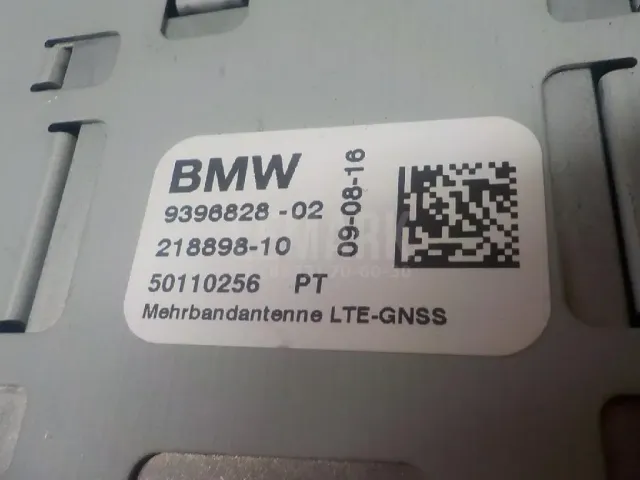 BMW
9396828-02
218898-10
50110256 PT
Mehrbandantenne LTE-GNSS
09-08-16